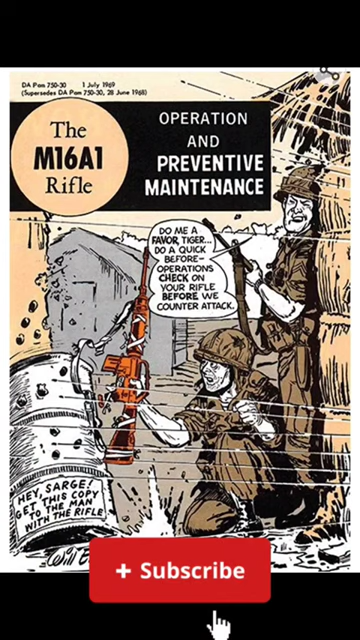 DA Pam 750-30 1 July 1969
(Supersedes DA Pam 750-30, 28 June 1968)
The
M16A1
Rifle
OPERATION
AND
PREVENTIVE
MAINTENANCE
DO ME A
FAVOR, TIGER...
DO A QUICK
BEFORE-
OPERATIONS
CHECK ON
YOUR RIFLE
BEFORE WE
COUNTER ATTACK.
HEY, SARGE!
GET THIS COPY
TO THE MAN
WITH THE RIFLE
Will E
+ Subscribe